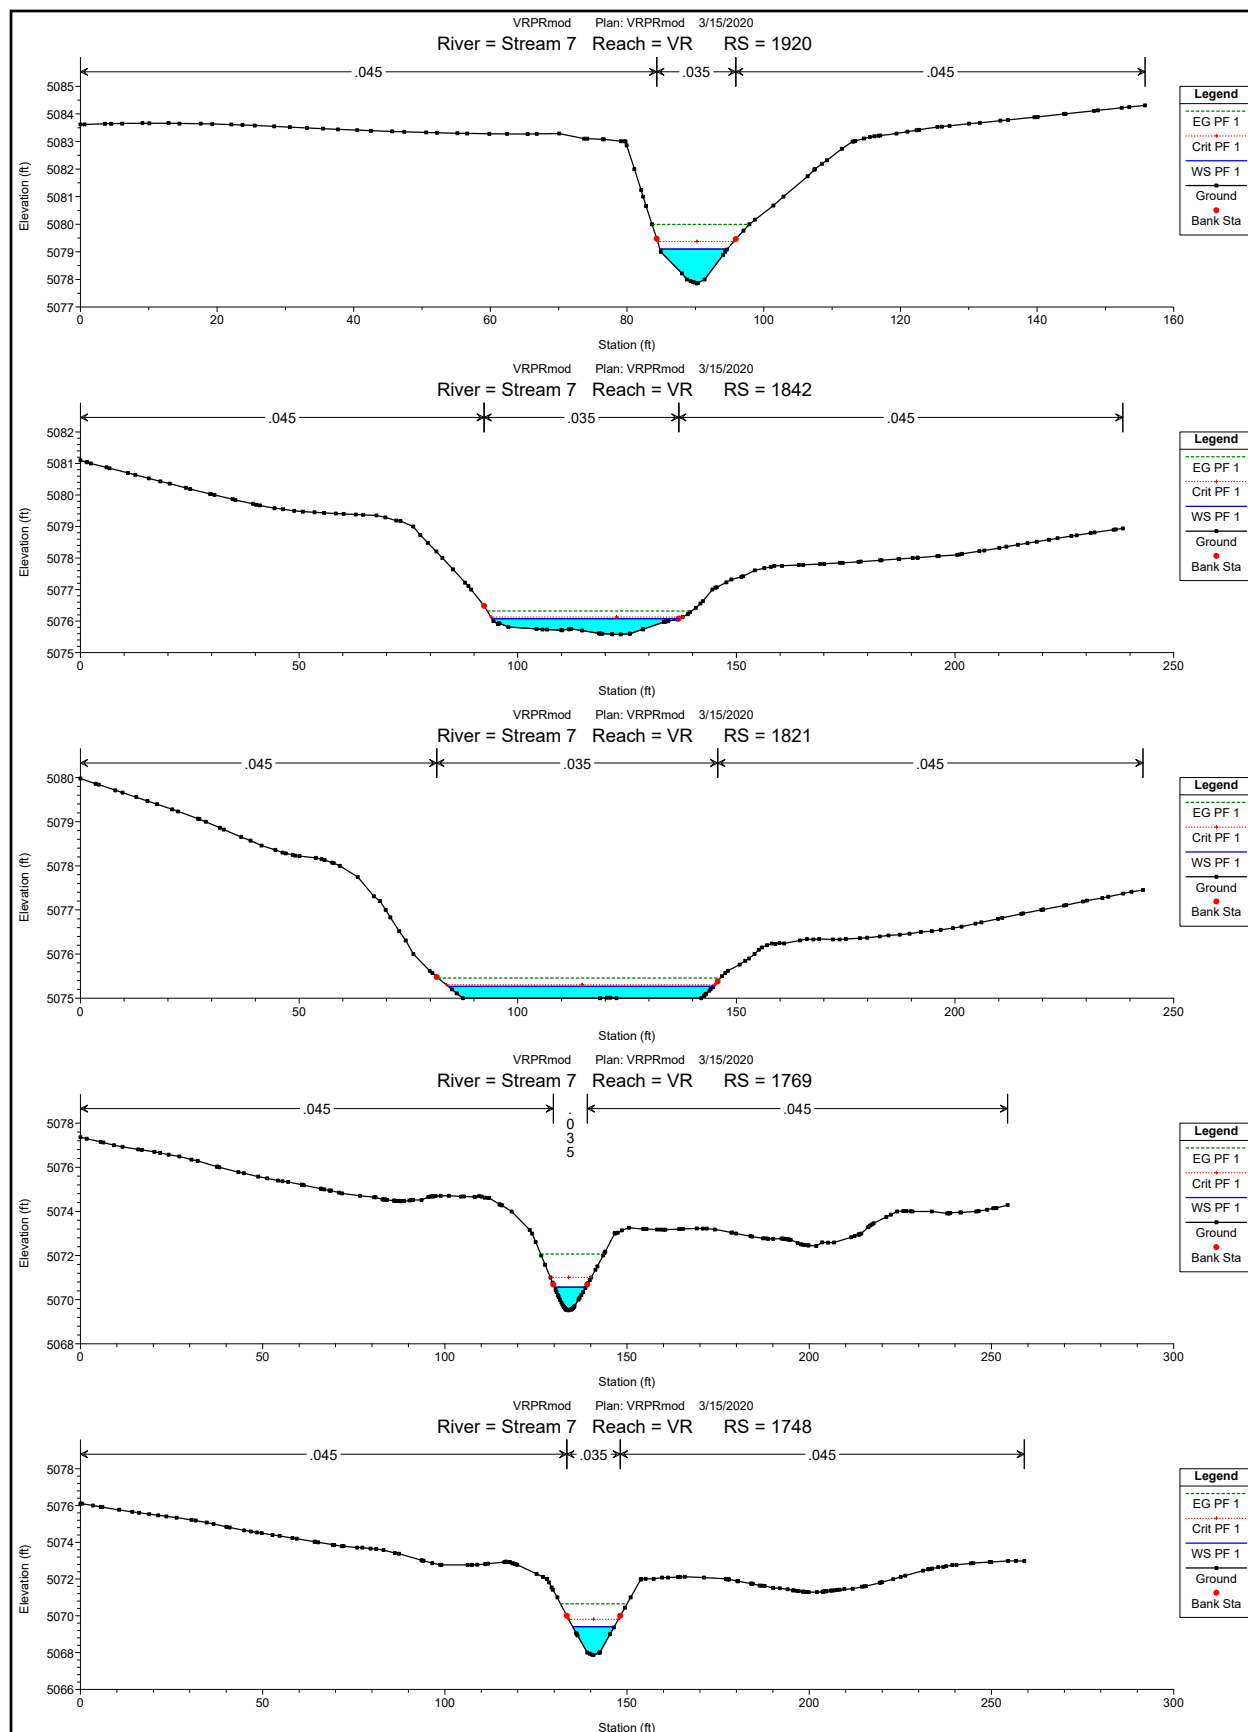 VRPRmod Plan: VRPRmod 3/15/2020
River = Stream 7 Reach = VR RS = 1920
.045 .035 .045
5085
5084
5083
5082
5081
5080
5079
5078
5077
Elevation (ft)
0 20 40 60 80 100 120 140 160
Station (ft)
Legend
EG PF 1
Crit PF 1
WS PF 1
Ground
Bank Sta
VRPRmod Plan: VRPRmod 3/15/2020
River = Stream 7 Reach = VR RS = 1842
.045 .035 .045
5082
5081
5080
5079
5078
5077
5076
5075
Elevation (ft)
0 50 100 150 200 250
Station (ft)
Legend
EG PF 1
Crit PF 1
WS PF 1
Ground
Bank Sta
VRPRmod Plan: VRPRmod 3/15/2020
River = Stream 7 Reach = VR RS = 1821
.045 .035 .045
5080
5079
5078
5077
5076
5075
Elevation (ft)
0 50 100 150 200 250
Station (ft)
Legend
EG PF 1
Crit PF 1
WS PF 1
Ground
Bank Sta
VRPRmod Plan: VRPRmod 3/15/2020
River = Stream 7 Reach = VR RS = 1769
.045 .035 .045
5078
5076
5074
5072
5070
5068
Elevation (ft)
0 50 100 150 200 250 300
Station (ft)
Legend
EG PF 1
Crit PF 1
WS PF 1
Ground
Bank Sta
VRPRmod Plan: VRPRmod 3/15/2020
River = Stream 7 Reach = VR RS = 1748
.045 .035 .045
5078
5076
5074
5072
5070
5068
5066
Elevation (ft)
0 50 100 150 200 250 300
Station (ft)
Legend
EG PF 1
Crit PF 1
WS PF 1
Ground
Bank Sta